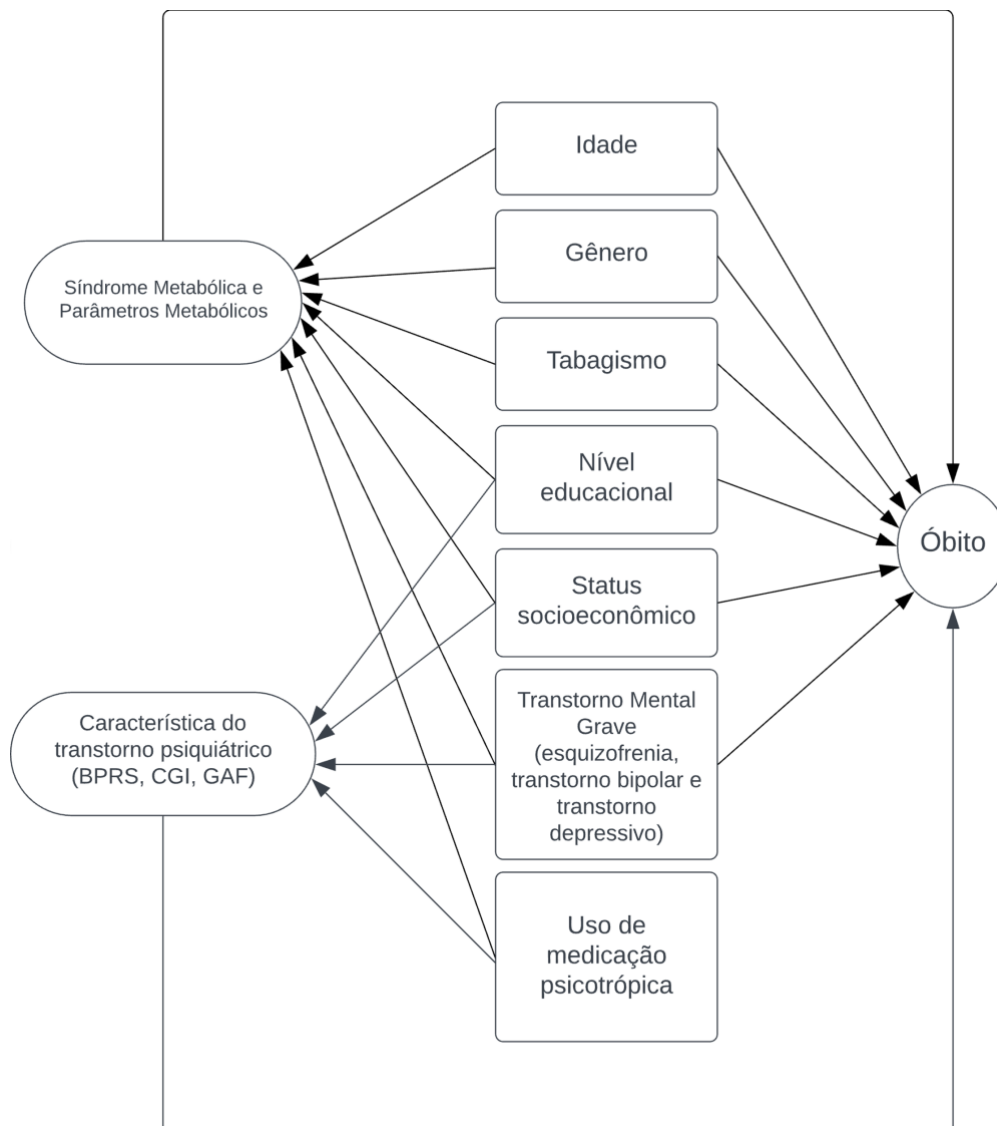 Idade
Gênero
Síndrome Metabólica e
Parâmetros Metabólicos
Tabagismo
Nível
educacional
Óbito
Status
socioeconômico
Transtorno Mental
Grave
(esquizofrenia,
transtorno bipolar e
transtorno
depressivo)
Característica do
transtorno psiquiátrico
(BPRS, CGI, GAF)
Uso de
medicação
psicotrópica